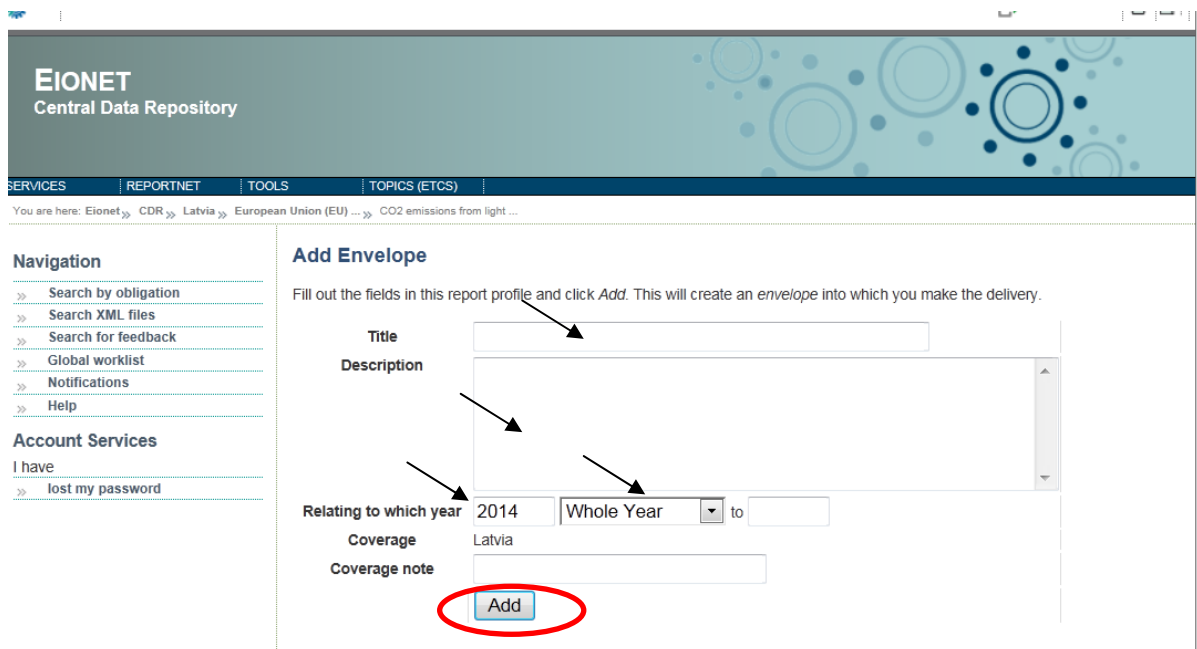 EIONET
Central Data Repository
SERVICES REPORTNET TOOLS TOPICS (ETCS)
You are here: Eionet » CDR » Latvia » European Union (EU) ... » CO2 emissions from light ...
Navigation
» Search by obligation
» Search XML files
» Search for feedback
» Global worklist
» Notifications
» Help
Account Services
I have
» lost my password
Add Envelope
Fill out the fields in this report profile and click Add. This will create an envelope into which you make the delivery.
Title
Description
Relating to which year 2014 Whole Year to
Coverage Latvia
Coverage note
Add